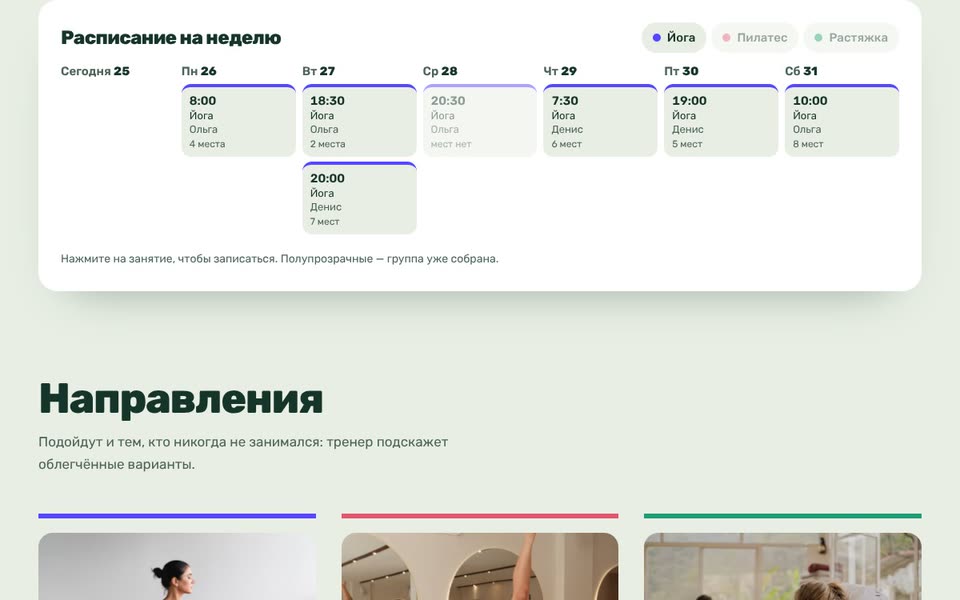 Расписание на неделю
Йога
Пилатес
Растяжка
Сегодня 25
Пн 26
Вт 27
Ср 28
Чт 29
Пт 30
Сб 31
8:00
Йога
Ольга
4 места
18:30
Йога
Ольга
2 места
20:30
Йога
Ольга
мест нет
7:30
Йога
Денис
6 мест
19:00
Йога
Денис
5 мест
10:00
Йога
Ольга
8 мест
20:00
Йога
Денис
7 мест
Нажмите на занятие, чтобы записаться. Полупрозрачные — группа уже собрана.
Направления
Подойдут и тем, кто никогда не занимался: тренер подскажет
облегчённые варианты.